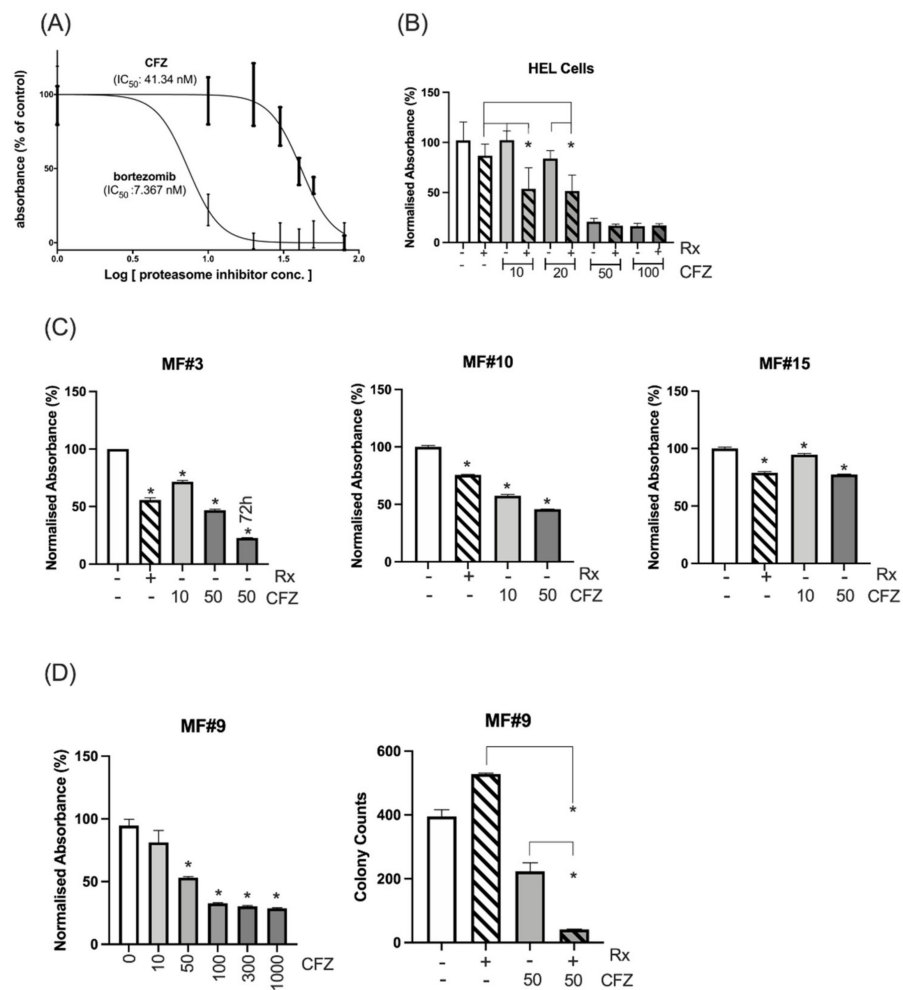 (A)
CFZ
(IC50: 41.34 nM)
bortezomib
(IC50 :7.367 nM)
absorbance (% of control)
100
50
0
0.0 0.5 1.0 1.5 2.0
Log [ proteasome inhibitor conc. ]
(B)
HEL Cells
Normalised Absorbance (%)
150
100
50
0
* *
- + - + - + - + - + Rx
- - 10 20 50 100 CFZ
(C)
MF#3
Normalised Absorbance (%)
150
100
50
0
* * * 72h *
- + - - - Rx
- - 10 50 50 CFZ
MF#10
Normalised Absorbance (%)
150
100
50
0
* * *
- + - - Rx
- - 10 50 CFZ
MF#15
Normalised Absorbance (%)
150
100
50
0
* * *
- + - - Rx
- - 10 50 CFZ
(D)
MF#9
Normalised Absorbance (%)
150
100
50
0
* * * *
0 10 50 100 300 1000 CFZ
MF#9
Colony Counts
600
400
200
0
*
*
- + - + Rx
- - 50 50 CFZ